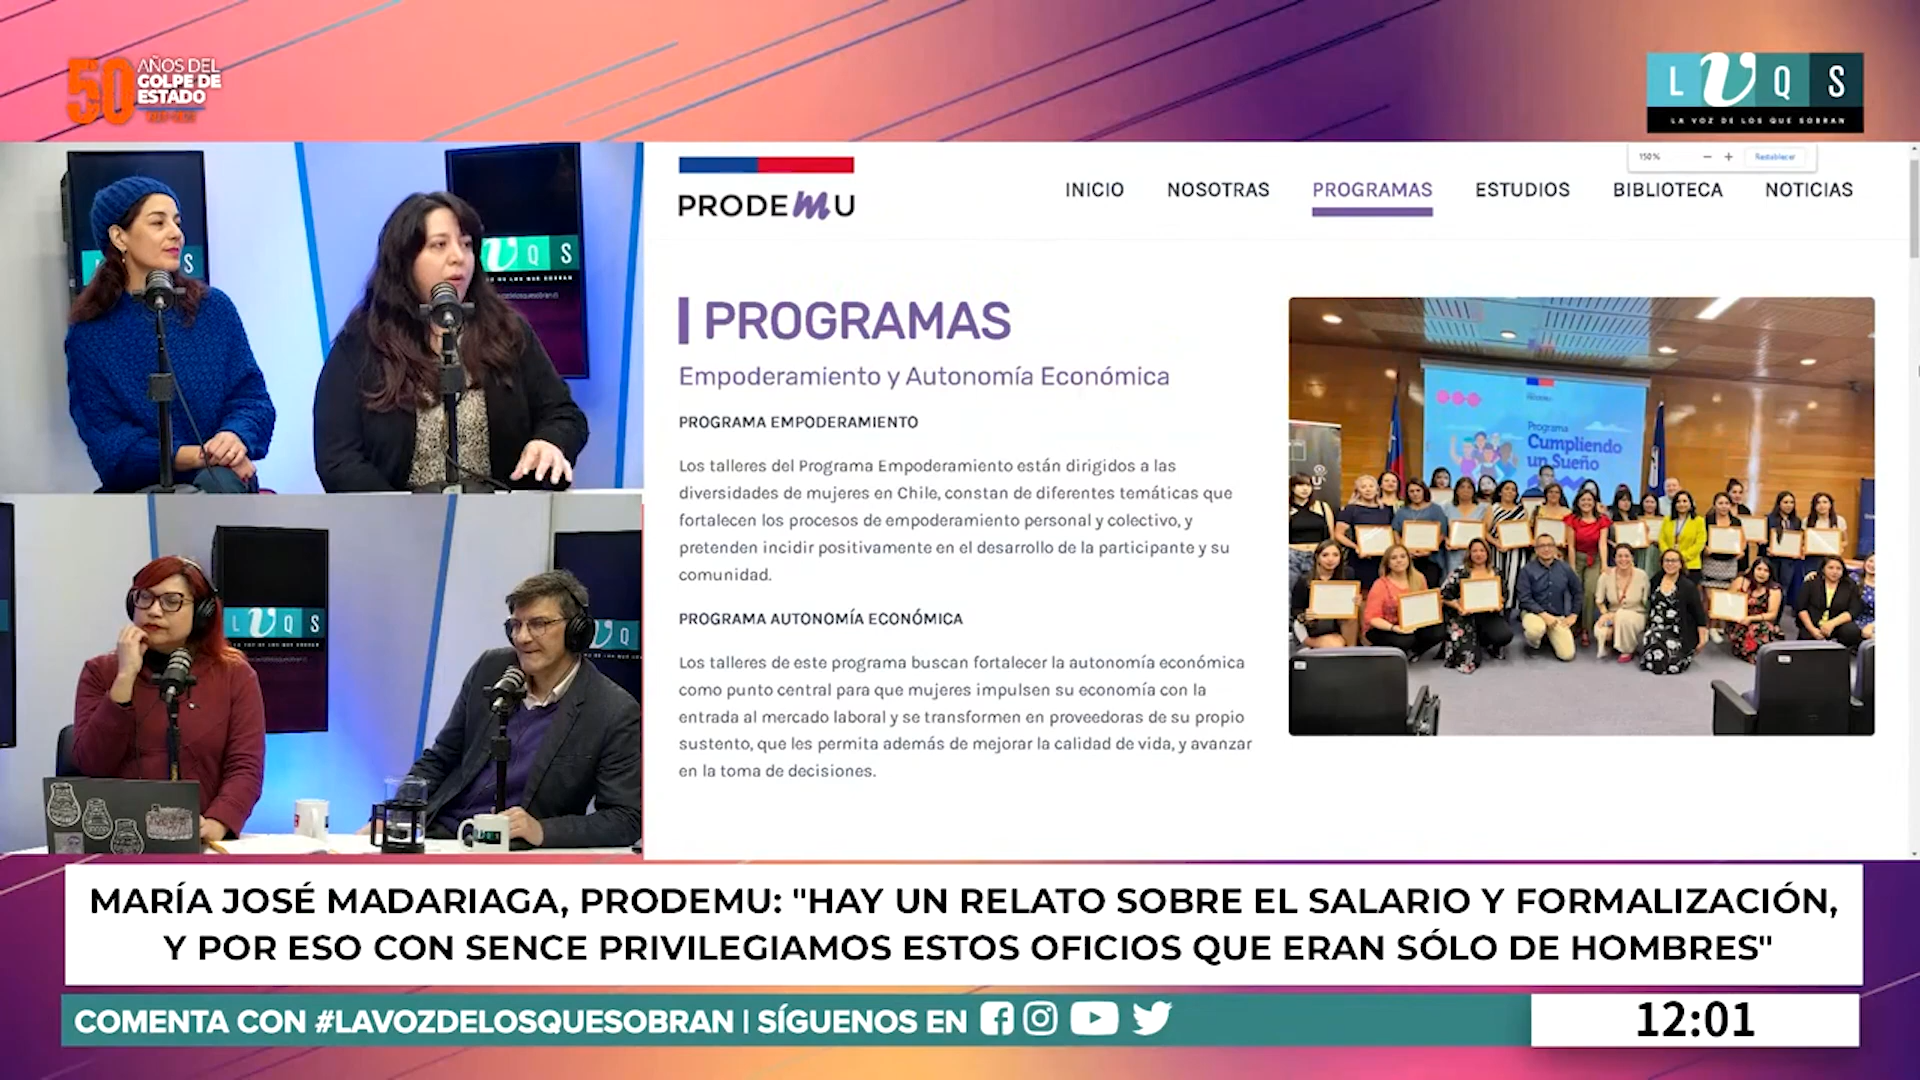 50 AÑOS DEL
GOLPE DE
ESTADO
L V Q S
LA VOZ DE LOS QUE SOBRAN
150%
Restablecer
PRODEMU
INICIO NOSOTRAS PROGRAMAS ESTUDIOS BIBLIOTECA NOTICIAS
PROGRAMAS
Empoderamiento y Autonomía Económica
PROGRAMA EMPODERAMIENTO
Los talleres del Programa Empoderamiento están dirigidos a las
diversidades de mujeres en Chile, constan de diferentes temáticas que
fortalecen los procesos de empoderamiento personal y colectivo, y
pretenden incidir positivamente en el desarrollo de la participante y su
comunidad.
PROGRAMA AUTONOMÍA ECONÓMICA
Los talleres de este programa buscan fortalecer la autonomía económica
como punto central para que mujeres impulsen su economía con la
entrada al mercado laboral y se transformen en proveedoras de su propio
sustento, que les permita además de mejorar la calidad de vida, y avanzar
en la toma de decisiones.
Programa
Cumpliendo
un Sueño
V Q S
L V Q S
V Q
MARÍA JOSÉ MADARIAGA, PRODEMU: "HAY UN RELATO SOBRE EL SALARIO Y FORMALIZACIÓN,
Y POR ESO CON SENCE PRIVILEGIAMOS ESTOS OFICIOS QUE ERAN SÓLO DE HOMBRES"
COMENTA CON #LAVOZDELOSQUESOBRAN | SÍGUENOS EN
12:01